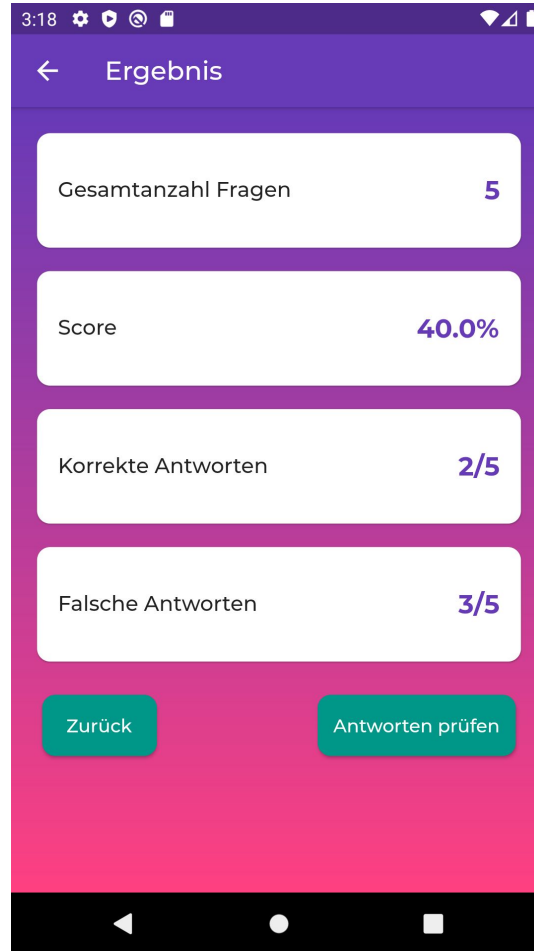 3:18
Ergebnis
Gesamtanzahl Fragen 5
Score 40.0%
Korrekte Antworten 2/5
Falsche Antworten 3/5
Zurück Antworten prüfen